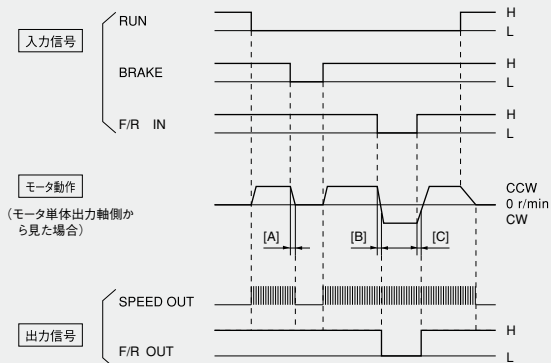 RUN
H
L
入力信号
BRAKE
H
L
F/R IN
H
L
モータ動作
(モータ単体出力軸側か
ら見た場合)
CCW
0 r/min
CW
[A]
[B]
[C]
SPEED OUT
出力信号
H
F/R OUT
L